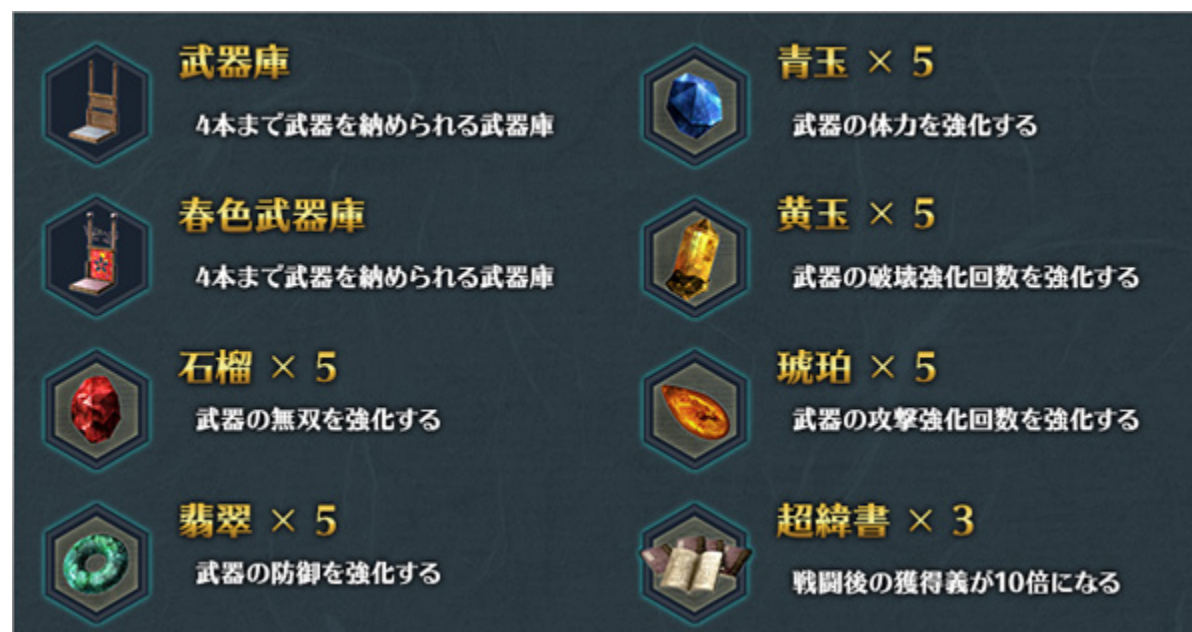 武器庫
4本まで武器を納められる武器庫
春色武器庫
4本まで武器を納められる武器庫
石榴 × 5
武器の無双を強化する
翡翠 × 5
武器の防御を強化する
青玉 × 5
武器の体力を強化する
黄玉 × 5
武器の破壊強化回数を強化する
琥珀 × 5
武器の攻撃強化回数を強化する
超緯書 × 3
戦闘後の獲得義が10倍になる